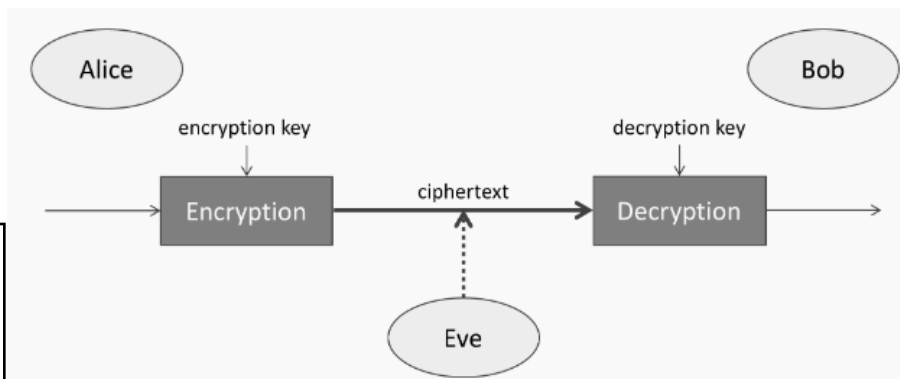 Alice
Bob
encryption key
decryption key
Encryption
ciphertext
Decryption
Eve